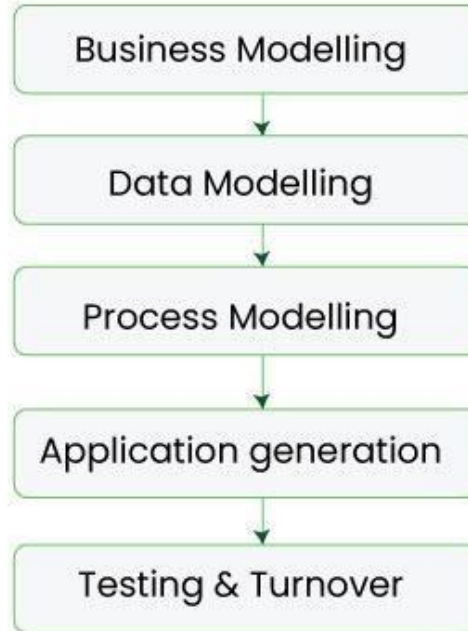 Business Modelling
Data Modelling
Process Modelling
Application generation
Testing & Turnover